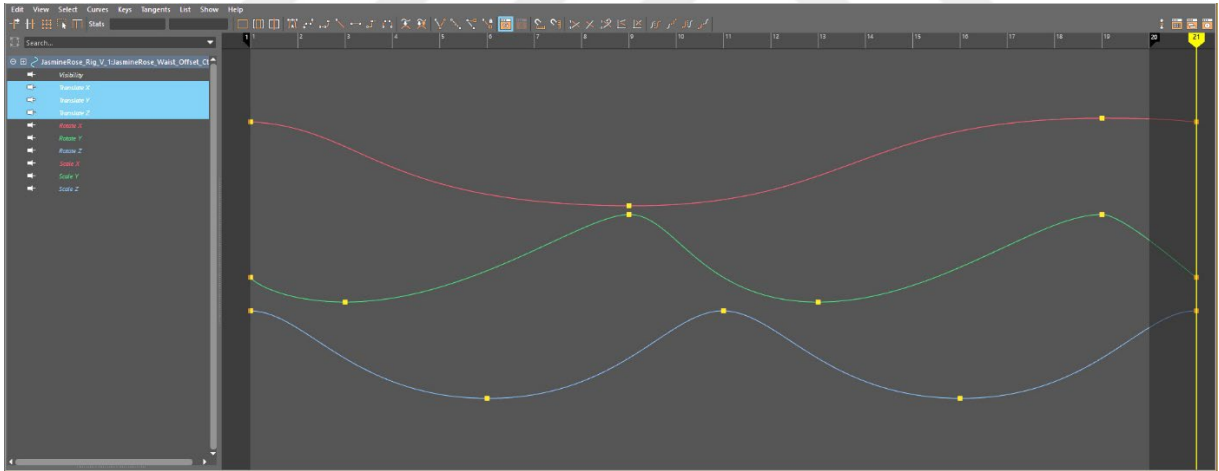 Edit View Select Curves Keys Tangents List Show Help
Stats
Search...
1 1 2 3 4 5 6 7 8 9 10 11 12 13 14 15 16 17 18 19 20 21
JasmineRose_Rig_V_1:JasmineRose_Waist_Offset_Ct
Visibility
Translate X
Translate Y
Translate Z
Rotate X
Rotate Y
Rotate Z
Scale X
Scale Y
Scale Z